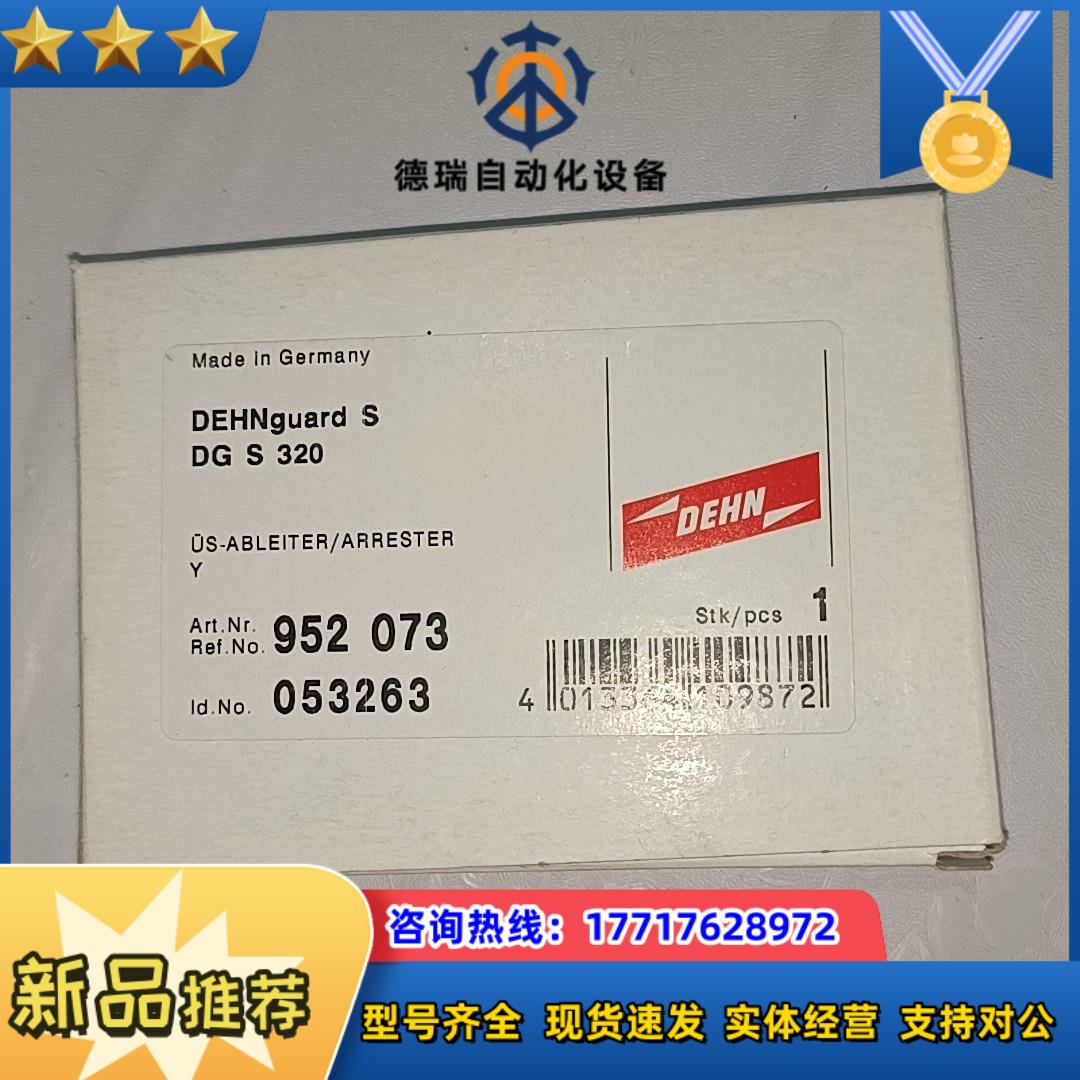 德瑞自动化设备
Made in Germany
DEHNguard S
DG S 320
DEHN
ÜS-ABLEITER/ARRESTER
Y
Stk/pcs 1
Art.Nr.
Ref.No. 952 073
Id.No. 053263
4
109872
咨询热线：17717628972
新品推荐
型号齐全 现货速发 实体经营 支持对公